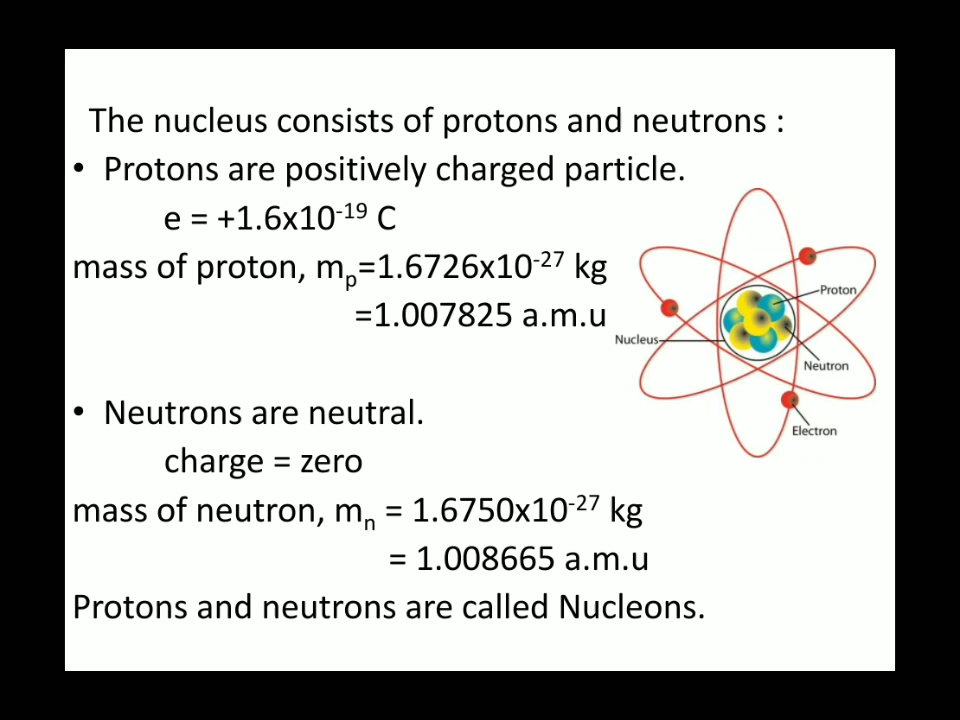 The nucleus consists of protons and neutrons :
• Protons are positively charged particle.
e = +1.6x10⁻¹⁹ C
mass of proton, mₚ=1.6726x10⁻²⁷ kg
=1.007825 a.m.u
Proton
Nucleus
Neutron
Electron
• Neutrons are neutral.
charge = zero
mass of neutron, mₙ = 1.6750x10⁻²⁷ kg
= 1.008665 a.m.u
Protons and neutrons are called Nucleons.